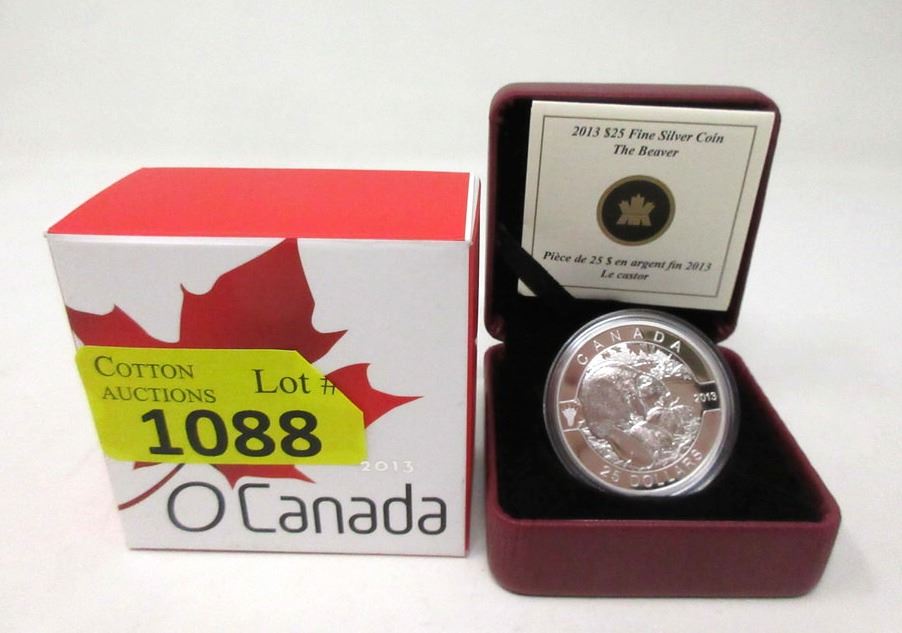 COTTON
AUCTIONS
Lot #
1088
2013
O Canada
2013 $25 Fine Silver Coin
The Beaver
Pièce de 25 $ en argent fin 2013
Le castor
CANADA
2013
25 DOLLARS